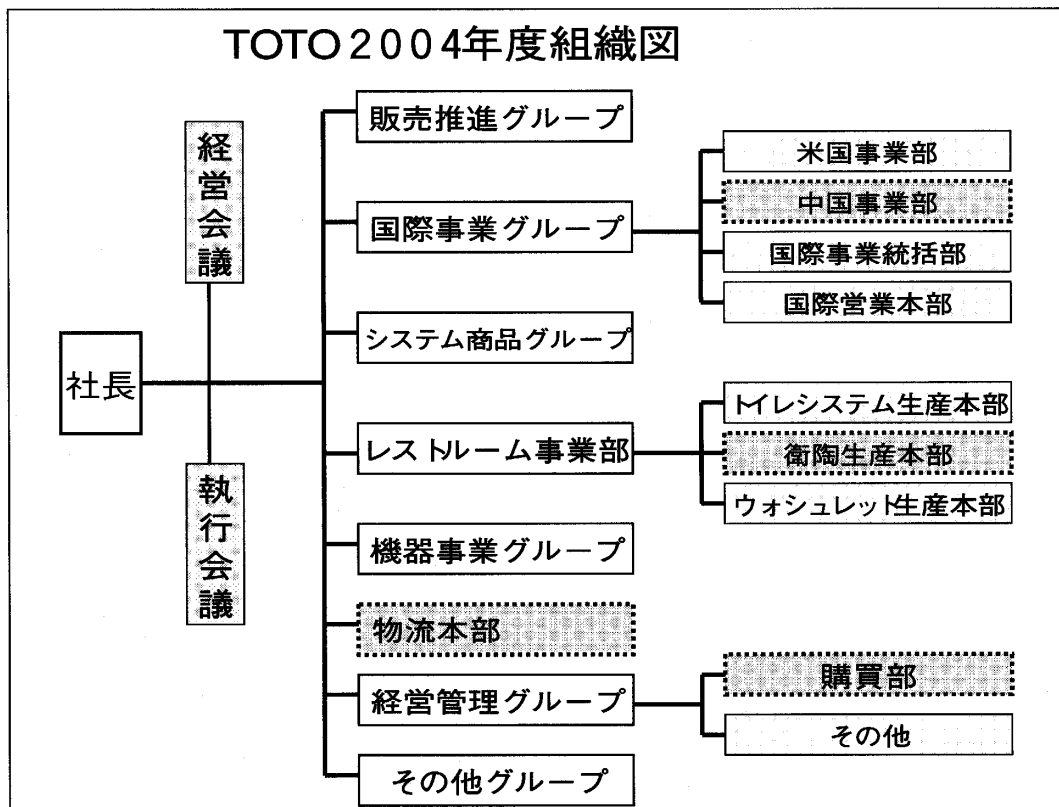 TOTO2004年度組織図
社長
経営会議
執行会議
販売推進グループ
国際事業グループ
米国事業部
中国事業部
国際事業統括部
国際営業本部
システム商品グループ
レストルーム事業部
トイレシステム生産本部
衛陶生産本部
ウォシュレット生産本部
機器事業グループ
物流本部
経営管理グループ
購買部
その他
その他グループ